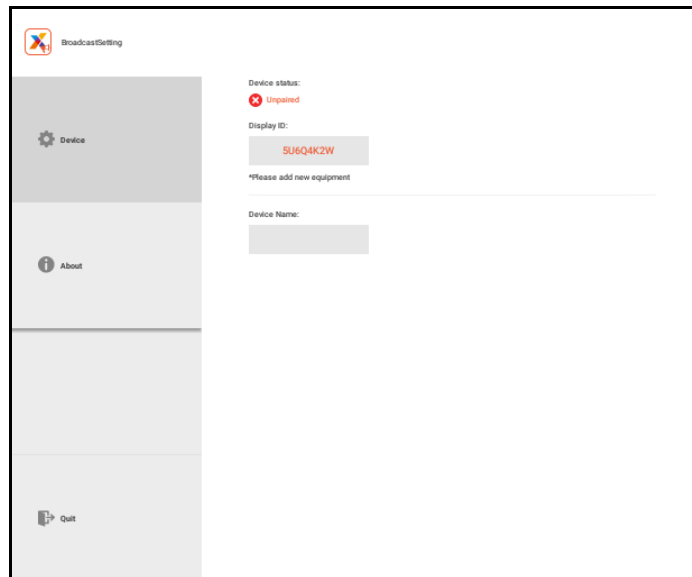 BroadcastSetting
Device
About
Quit
Device status:
Unpaired
Display ID:
5U6Q4K2W
*Please add new equipment
Device Name: